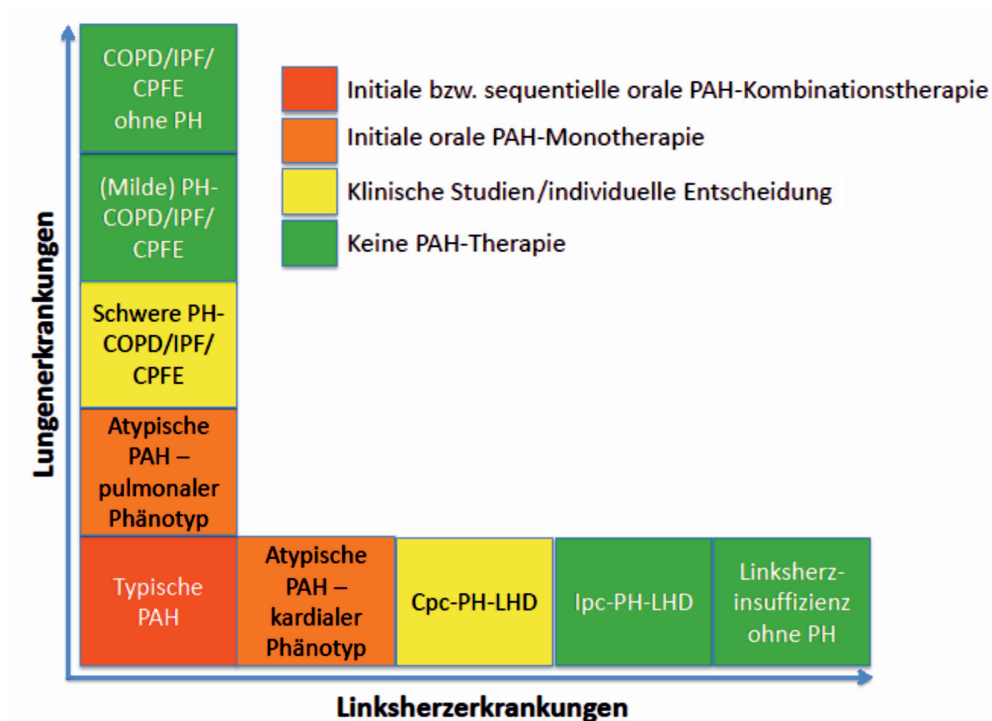 COPD/IPF/
CPFE
ohne PH
(Milde) PH-
COPD/IPF/
CPFE
Schwere PH-
COPD/IPF/
CPFE
Atypische
PAH –
pulmonaler
Phänotyp
Typische
PAH
Atypische
PAH –
kardialer
Phänotyp
Cpc-PH-LHD
Ipc-PH-LHD
Linksherz-
insuffizienz
ohne PH
Initiale bzw. sequentielle orale PAH-Kombinationstherapie
Initiale orale PAH-Monotherapie
Klinische Studien/individuelle Entscheidung
Keine PAH-Therapie
Lungenerkrankungen
Linksherzerkrankungen